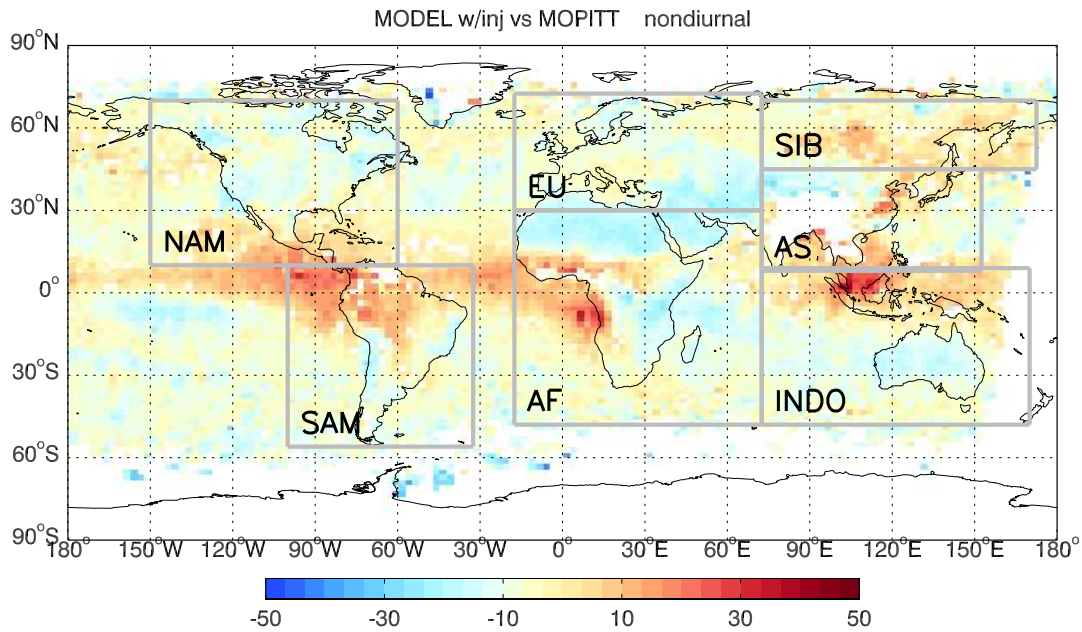 MODEL w/inj vs MOPITT nondiurnal
90°N
60°N
30°N
0°
30°S
60°S
90°S
SIB
EU
NAM
AS
AF
INDO
SAM
180° 150°W 120°W 90°W 60°W 30°W 0° 30°E 60°E 90°E 120°E 150°E 180°
-50 -30 -10 10 30 50